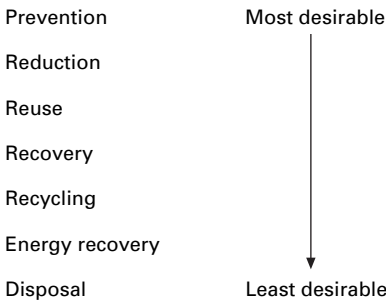 Prevention Most desirable
Reduction
Reuse
Recovery
Recycling
Energy recovery
Disposal Least desirable